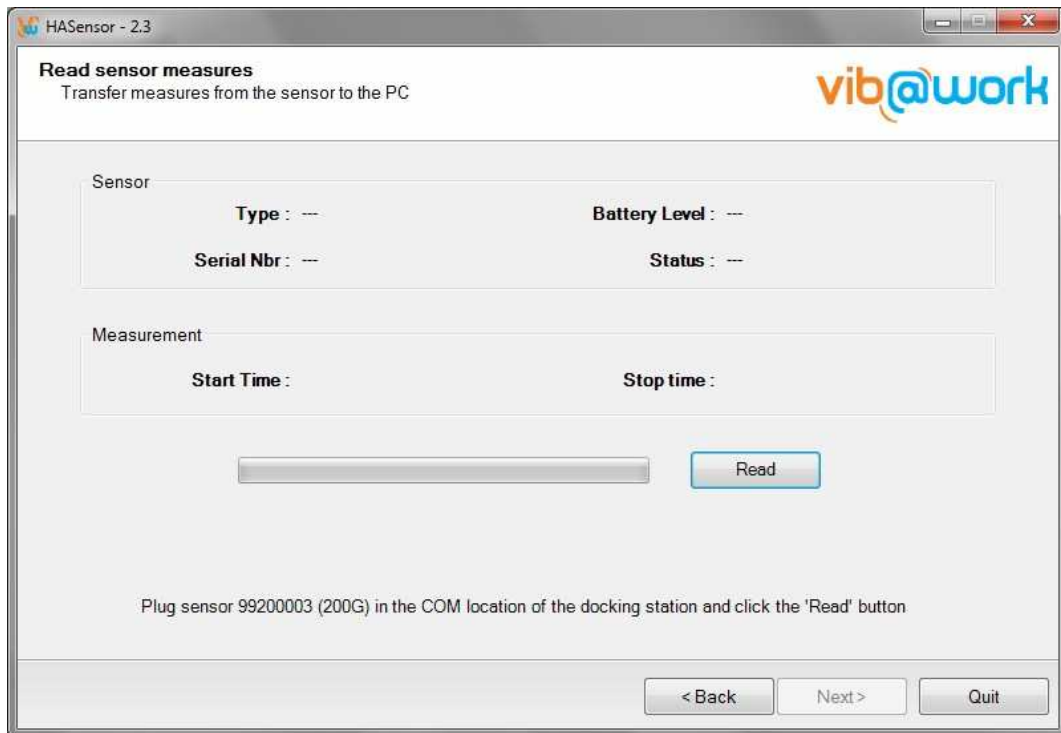 HASensor - 2.3
Read sensor measures
Transfer measures from the sensor to the PC
vib@work
Sensor
Type : --- Battery Level : ---
Serial Nbr : --- Status : ---
Measurement
Start Time : Stop time :
Read
Plug sensor 99200003 (200G) in the COM location of the docking station and click the 'Read' button
< Back Next > Quit